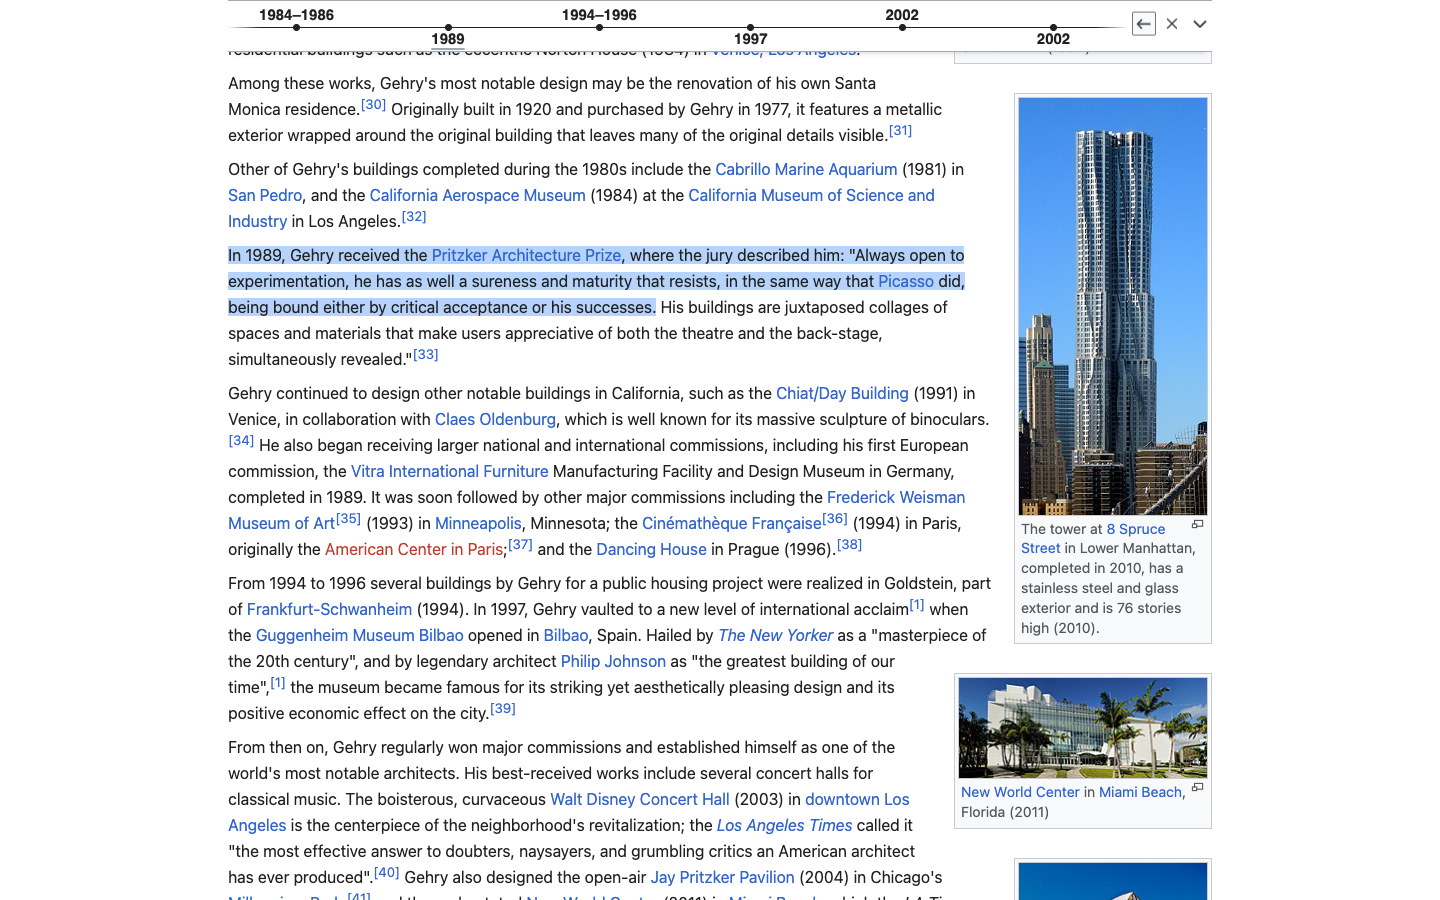 1984–1986
1994–1996
2002
1989
1997
2002
residential buildings such as the eccentric Norton House (1984) in Venice, Los Angeles.
Among these works, Gehry's most notable design may be the renovation of his own Santa
Monica residence.[30] Originally built in 1920 and purchased by Gehry in 1977, it features a metallic
exterior wrapped around the original building that leaves many of the original details visible.[31]
Other of Gehry's buildings completed during the 1980s include the Cabrillo Marine Aquarium (1981) in
San Pedro, and the California Aerospace Museum (1984) at the California Museum of Science and
Industry in Los Angeles.[32]
In 1989, Gehry received the Pritzker Architecture Prize, where the jury described him: "Always open to
experimentation, he has as well a sureness and maturity that resists, in the same way that Picasso did,
being bound either by critical acceptance or his successes. His buildings are juxtaposed collages of
spaces and materials that make users appreciative of both the theatre and the back-stage,
simultaneously revealed."[33]
Gehry continued to design other notable buildings in California, such as the Chiat/Day Building (1991) in
Venice, in collaboration with Claes Oldenburg, which is well known for its massive sculpture of binoculars.
[34] He also began receiving larger national and international commissions, including his first European
commission, the Vitra International Furniture Manufacturing Facility and Design Museum in Germany,
completed in 1989. It was soon followed by other major commissions including the Frederick Weisman
Museum of Art[35] (1993) in Minneapolis, Minnesota; the Cinémathèque Française[36] (1994) in Paris,
originally the American Center in Paris;[37] and the Dancing House in Prague (1996).[38]
From 1994 to 1996 several buildings by Gehry for a public housing project were realized in Goldstein, part
of Frankfurt-Schwanheim (1994). In 1997, Gehry vaulted to a new level of international acclaim[1] when
the Guggenheim Museum Bilbao opened in Bilbao, Spain. Hailed by The New Yorker as a "masterpiece of
the 20th century", and by legendary architect Philip Johnson as "the greatest building of our
time",[1] the museum became famous for its striking yet aesthetically pleasing design and its
positive economic effect on the city.[39]
From then on, Gehry regularly won major commissions and established himself as one of the
world's most notable architects. His best-received works include several concert halls for
classical music. The boisterous, curvaceous Walt Disney Concert Hall (2003) in downtown Los
Angeles is the centerpiece of the neighborhood's revitalization; the Los Angeles Times called it
"the most effective answer to doubters, naysayers, and grumbling critics an American architect
has ever produced".[40] Gehry also designed the open-air Jay Pritzker Pavilion (2004) in Chicago's
The tower at 8 Spruce
Street in Lower Manhattan,
completed in 2010, has a
stainless steel and glass
exterior and is 76 stories
high (2010).
New World Center in Miami Beach,
Florida (2011)